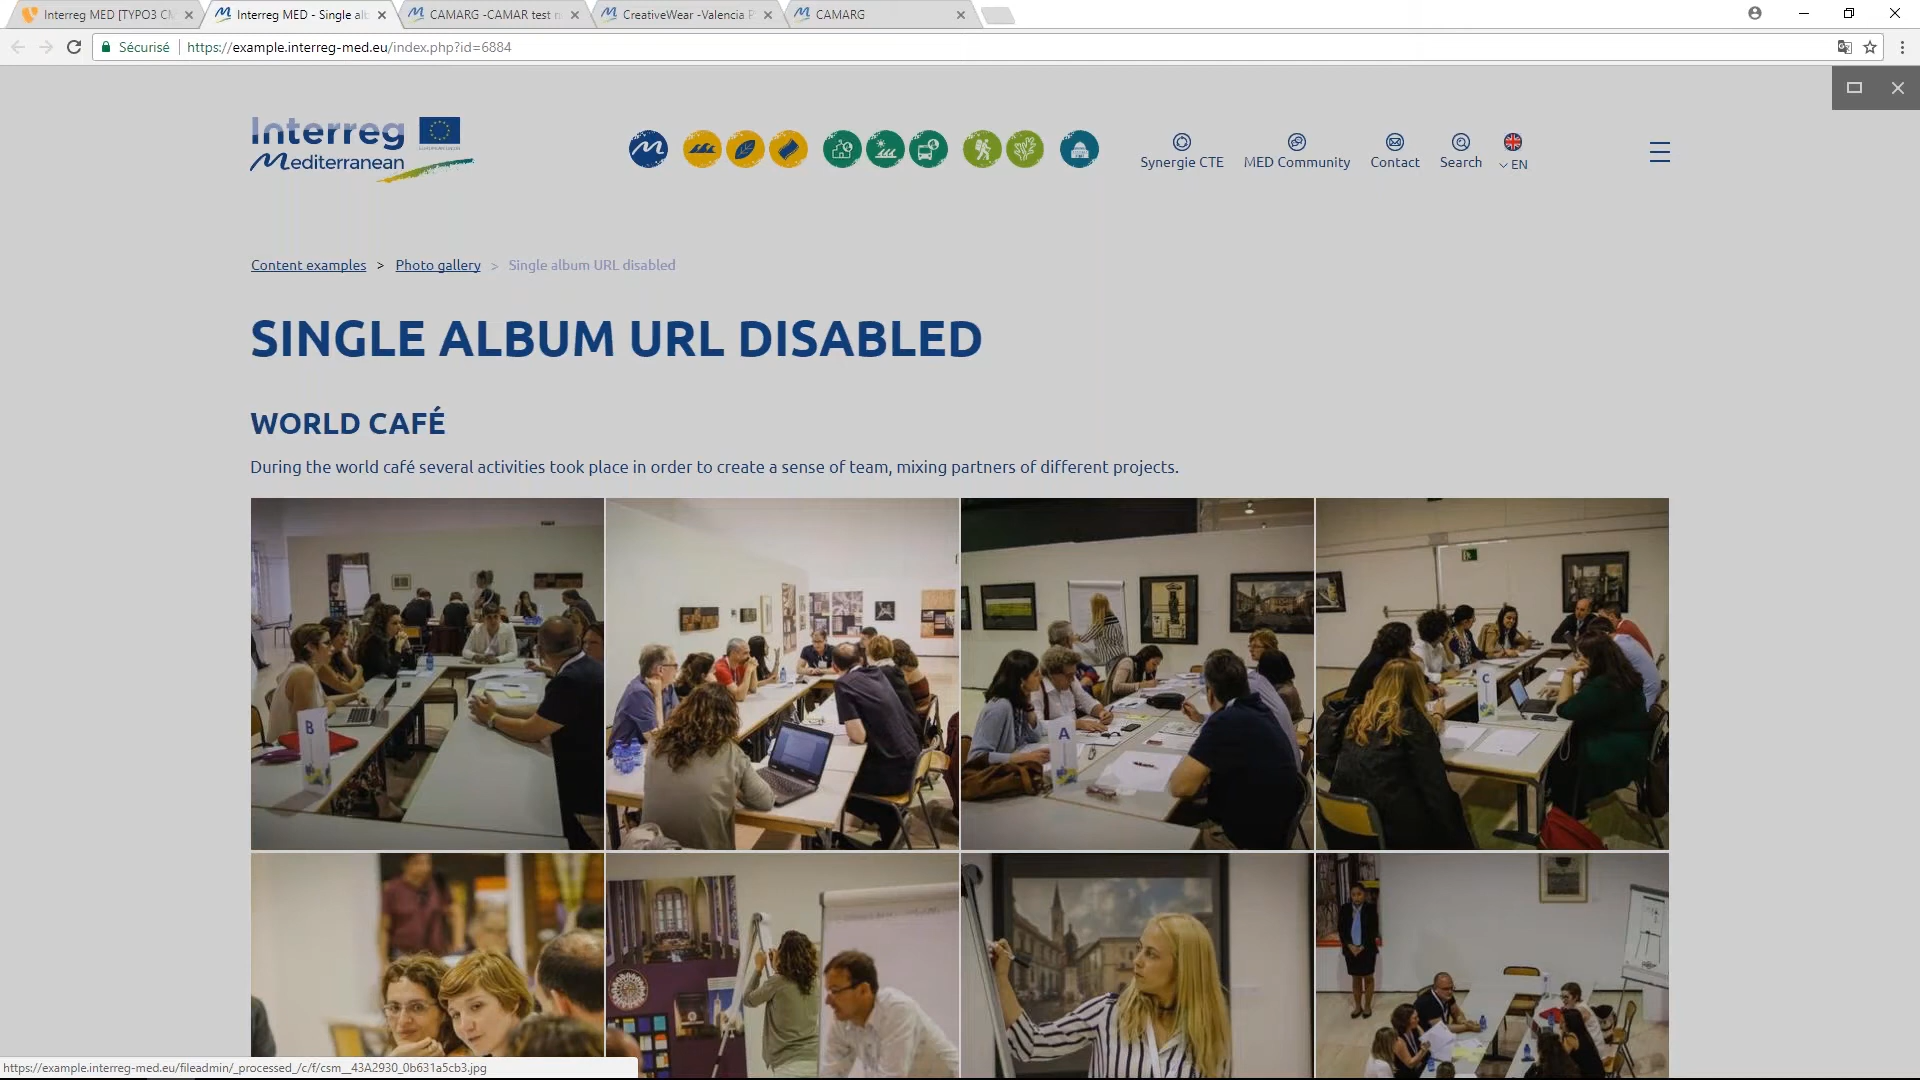 Interreg MED [TYPO3 CM
Interreg MED - Single alb
CAMARG -CAMAR test m
CreativeWear -Valencia P
CAMARG
Sécurisé
https://example.interreg-med.eu/index.php?id=6884
Interreg
Mediterranean
Synergie CTE
MED Community
Contact
Search
EN
Content examples > Photo gallery > Single album URL disabled
SINGLE ALBUM URL DISABLED
WORLD CAFÉ
During the world café several activities took place in order to create a sense of team, mixing partners of different projects.
B
A
C
https://example.interreg-med.eu/fileadmin/_processed_/c/f/csm__43A2930_0b631a5cb3.jpg